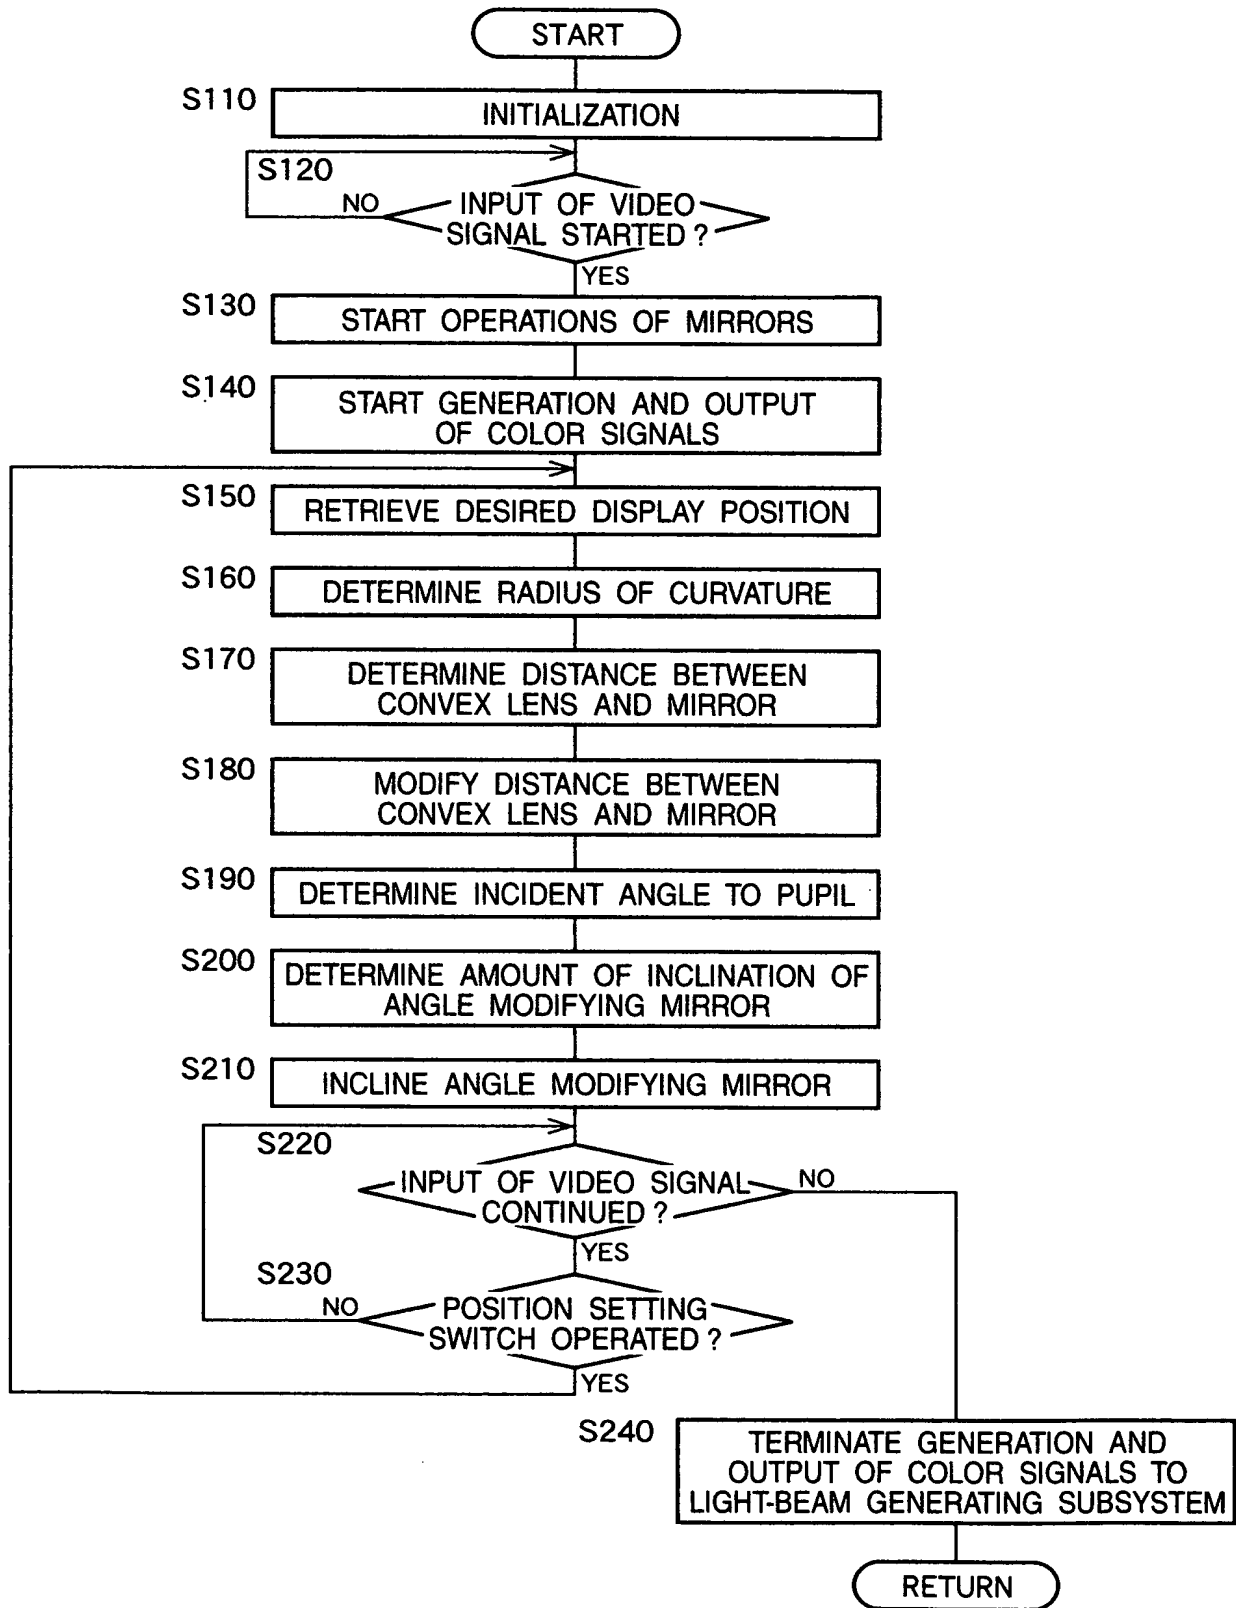 START
S110
INITIALIZATION
S120
NO
INPUT OF VIDEO
SIGNAL STARTED ?
YES
S130
START OPERATIONS OF MIRRORS
S140
START GENERATION AND OUTPUT
OF COLOR SIGNALS
S150
RETRIEVE DESIRED DISPLAY POSITION
S160
DETERMINE RADIUS OF CURVATURE
S170
DETERMINE DISTANCE BETWEEN
CONVEX LENS AND MIRROR
S180
MODIFY DISTANCE BETWEEN
CONVEX LENS AND MIRROR
S190
DETERMINE INCIDENT ANGLE TO PUPIL
S200
DETERMINE AMOUNT OF INCLINATION OF
ANGLE MODIFYING MIRROR
S210
INCLINE ANGLE MODIFYING MIRROR
S220
INPUT OF VIDEO SIGNAL
CONTINUED ?
NO
YES
S230
NO
POSITION SETTING
SWITCH OPERATED ?
YES
S240
TERMINATE GENERATION AND
OUTPUT OF COLOR SIGNALS TO
LIGHT-BEAM GENERATING SUBSYSTEM
RETURN